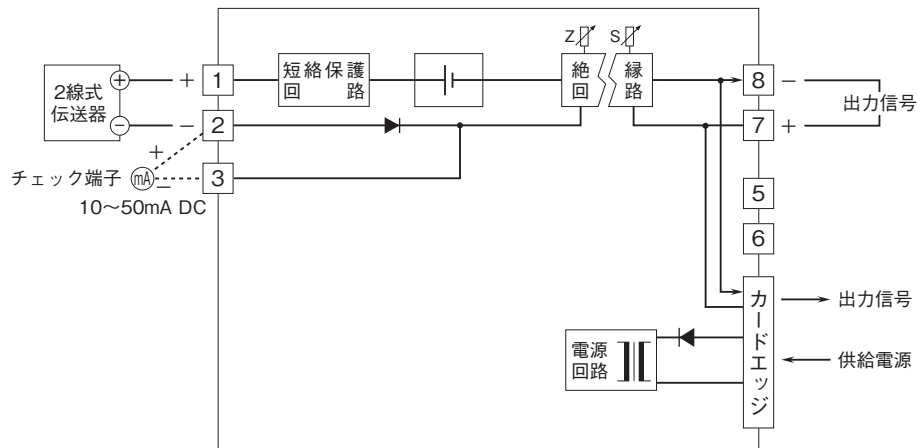 Z
S
2線式
伝送器
+
−
+
−
1
2
3
短絡保護
回路
絶縁
回路
8
7
5
6
−
+
出力信号
+
−
チェック端子
mA
10〜50mA DC
カードエッジ
出力信号
供給電源
電源
回路